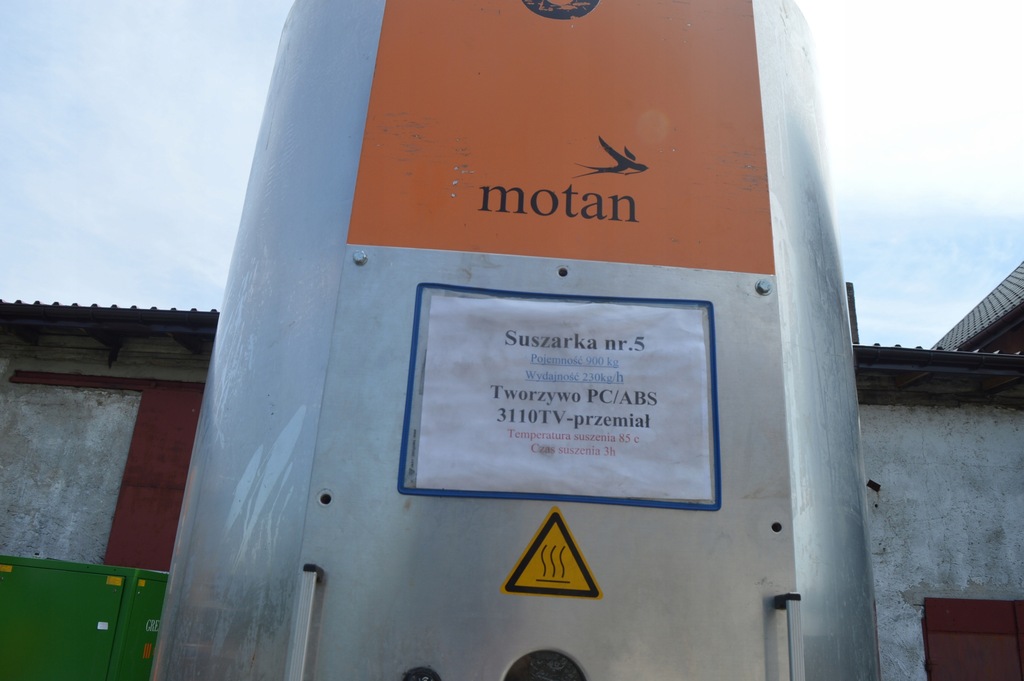 motan
Suszarka nr.5
Pojemność 900 kg
Wydajność 230kg/h
Tworzywo PC/ABS
3110TV-przemiał
Temperatura suszenia 85 c
Czas suszenia 3h